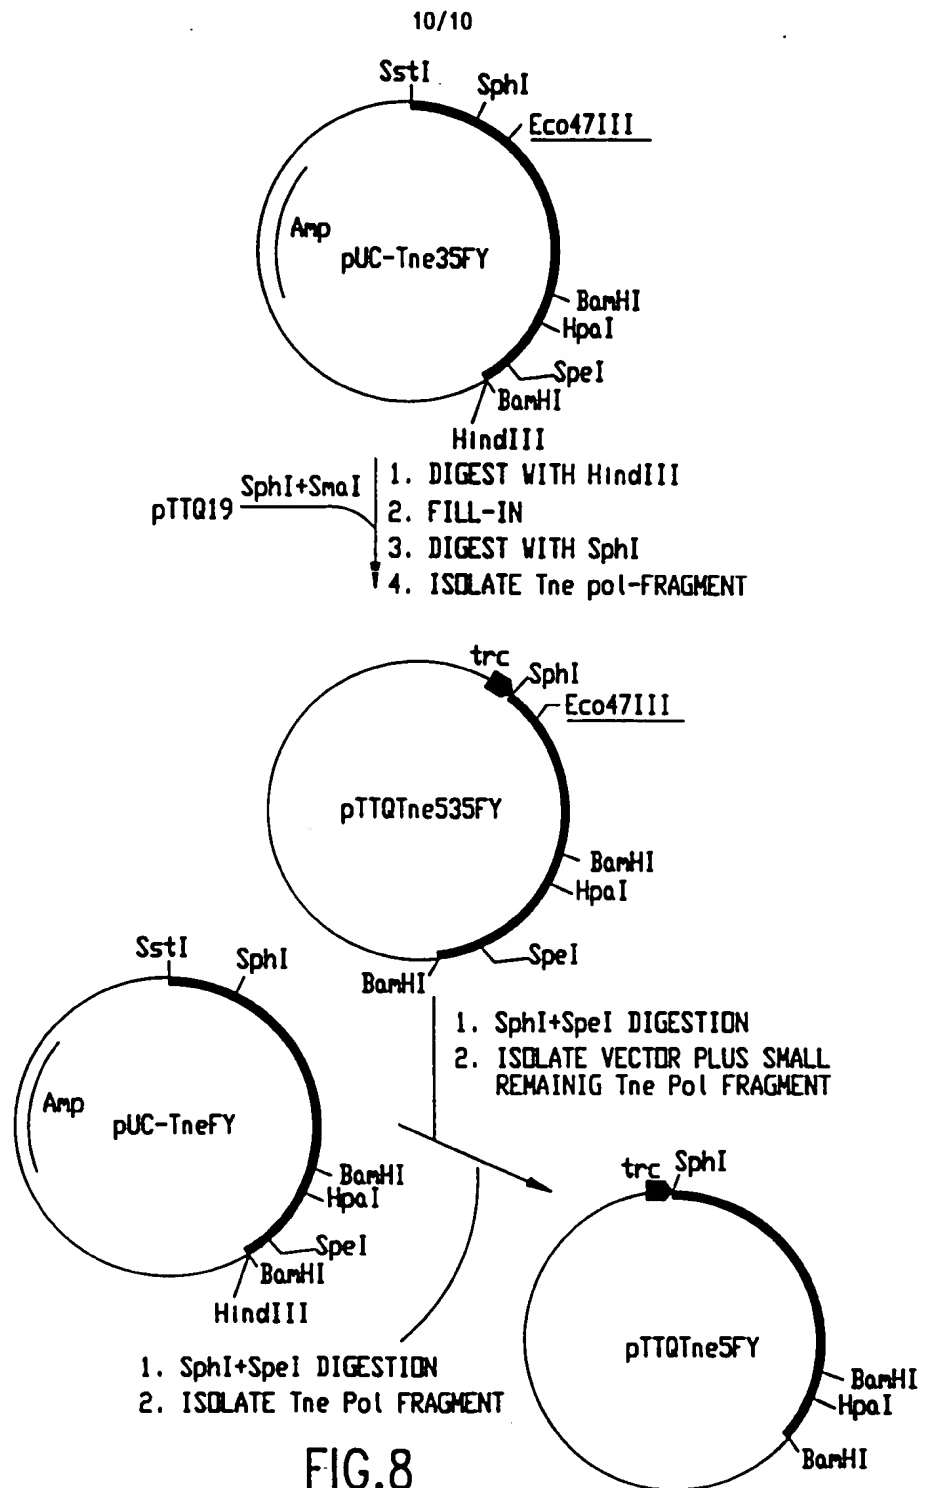 10/10
SstI
SphI
Eco47III
Amp
pUC-Tne35FY
BamHI
HpaI
SpeI
BamHI
HindIII
pTTQ19
SphI+SmaI
1. DIGEST WITH HindIII
2. FILL-IN
3. DIGEST WITH SphI
4. ISOLATE Tne pol-FRAGMENT
trc
SphI
Eco47III
pTTQTne535FY
BamHI
HpaI
SpeI
BamHI
1. SphI+SpeI DIGESTION
2. ISOLATE VECTOR PLUS SMALL
REMAINIG Tne Pol FRAGMENT
SstI
SphI
Amp
pUC-TneFY
BamHI
HpaI
SpeI
BamHI
HindIII
1. SphI+SpeI DIGESTION
2. ISOLATE Tne Pol FRAGMENT
trc
SphI
pTTQTne5FY
BamHI
HpaI
BamHI
FIG.8